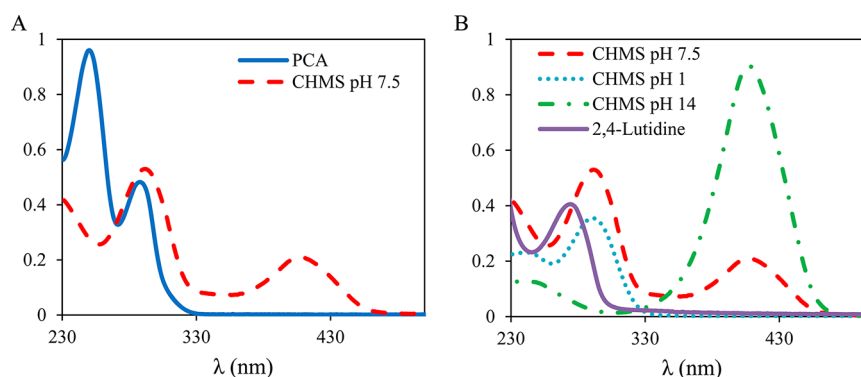 A
1
0.8
0.6
0.4
0.2
0
230
330
430
λ (nm)
PCA
CHMS pH 7.5
B
1
0.8
0.6
0.4
0.2
0
230
330
430
λ (nm)
CHMS pH 7.5
CHMS pH 1
CHMS pH 14
2,4-Lutidine